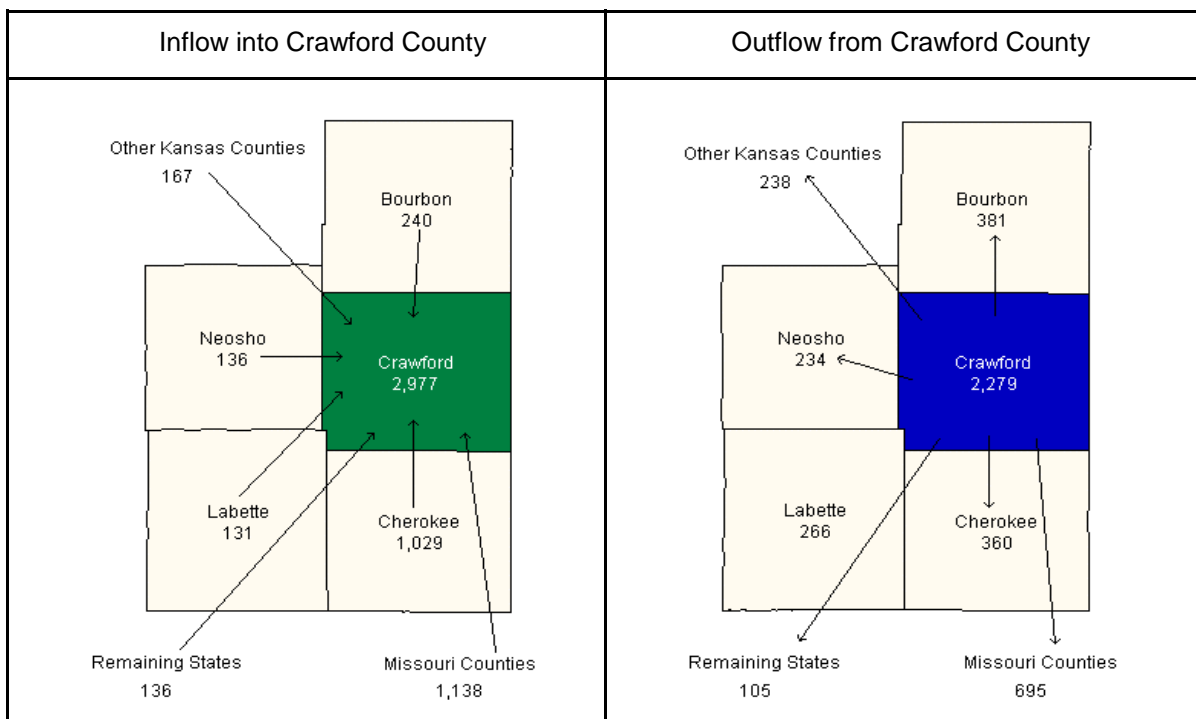 Inflow into Crawford County
Outflow from Crawford County
Other Kansas Counties
167
Bourbon
240
Neosho
136
Crawford
2,977
Labette
131
Cherokee
1,029
Remaining States
136
Missouri Counties
1,138
Other Kansas Counties
238
Bourbon
381
Neosho
234
Crawford
2,279
Labette
266
Cherokee
360
Remaining States
105
Missouri Counties
695